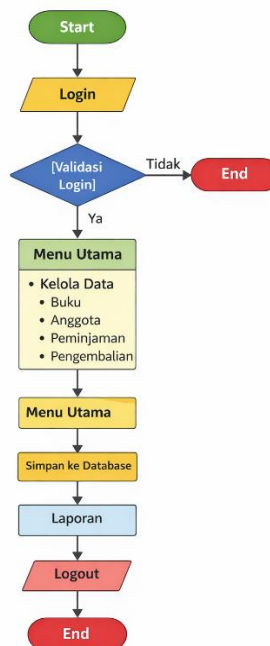 Start
Login
[Validasi
Login]
Tidak
End
Ya
Menu Utama
• Kelola Data
• Buku
• Anggota
• Peminjaman
• Pengembalian
Menu Utama
Simpan ke Database
Laporan
Logout
End